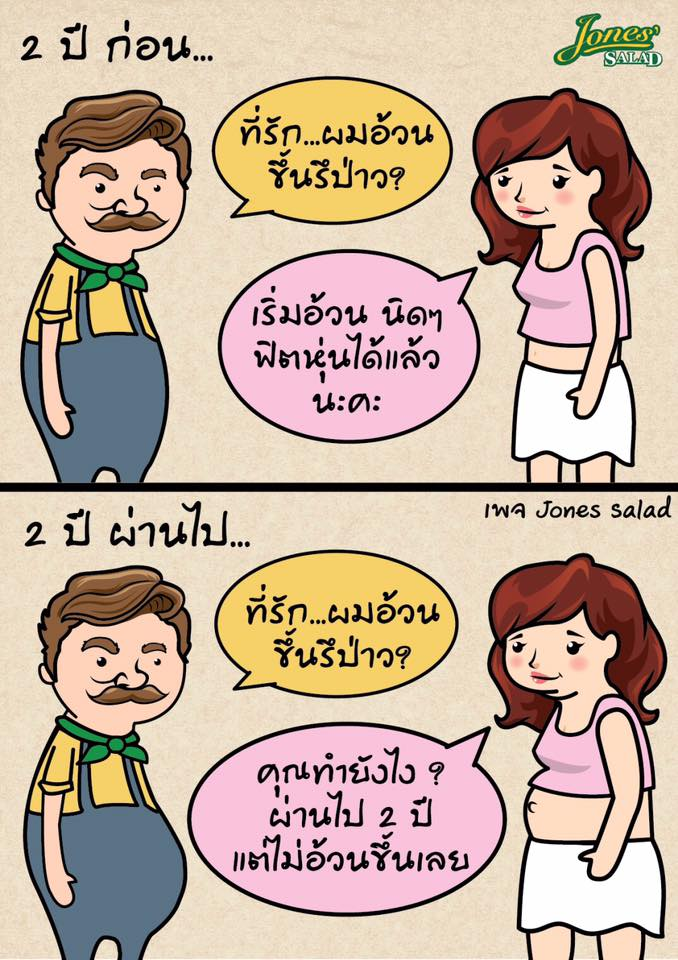 2 ปี ก่อน...
Jones'
SALAD
ที่รัก...ผมอ้วน
ขึ้นรึป่าว?
เริ่มอ้วน นิดๆ
ฟิตหุ่นได้แล้ว
นะคะ
2 ปี ผ่านไป...
เพจ Jones salad
ที่รัก...ผมอ้วน
ขึ้นรึป่าว?
คุณทำยังไง ?
ผ่านไป 2 ปี
แต่ไม่อ้วนขึ้นเลย